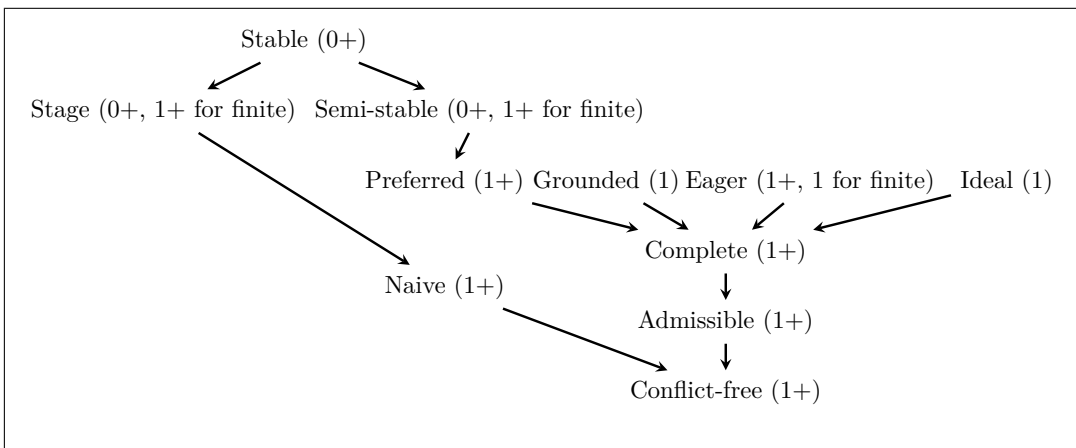 Stable (0+)
Stage (0+, 1+ for finite) Semi-stable (0+, 1+ for finite)
Preferred (1+) Grounded (1) Eager (1+, 1 for finite) Ideal (1)
Complete (1+)
Naive (1+)
Admissible (1+)
Conflict-free (1+)